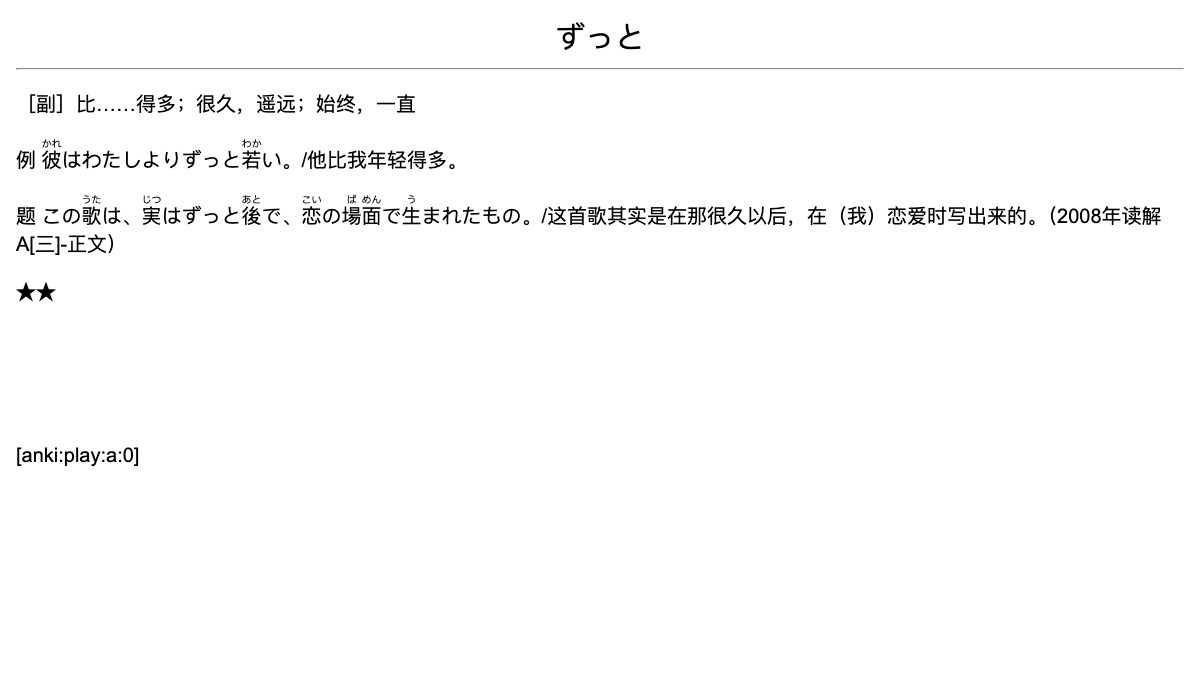 ずっと
［副］比……得多；很久，遥远；始终，一直
例 彼はわたしよりずっと若い。/他比我年轻得多。
かれ わか
题 この歌は、実はずっと後で、恋の場面で生まれたもの。/这首歌其实是在那很久以后，在（我）恋爱时写出来的。（2008年读解
うた じつ あと こい ば めん う
A[三]-正文）
★★
[anki:play:a:0]